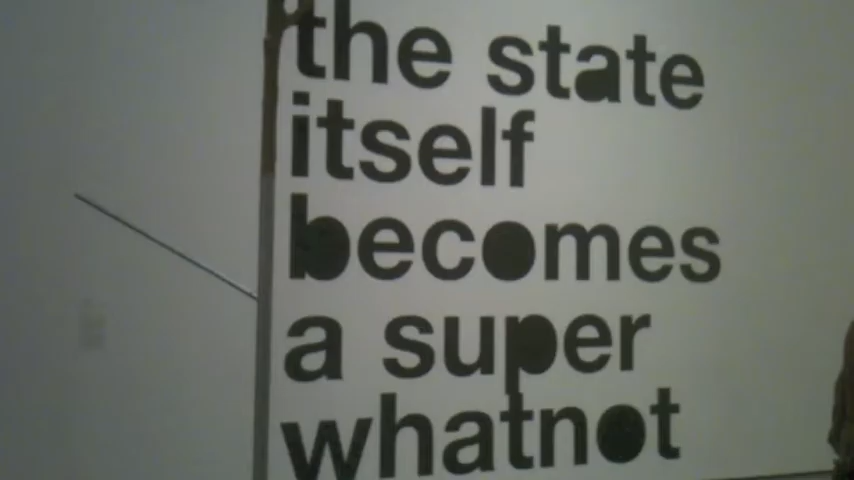 the state
itself
becomes
a super
whatnot